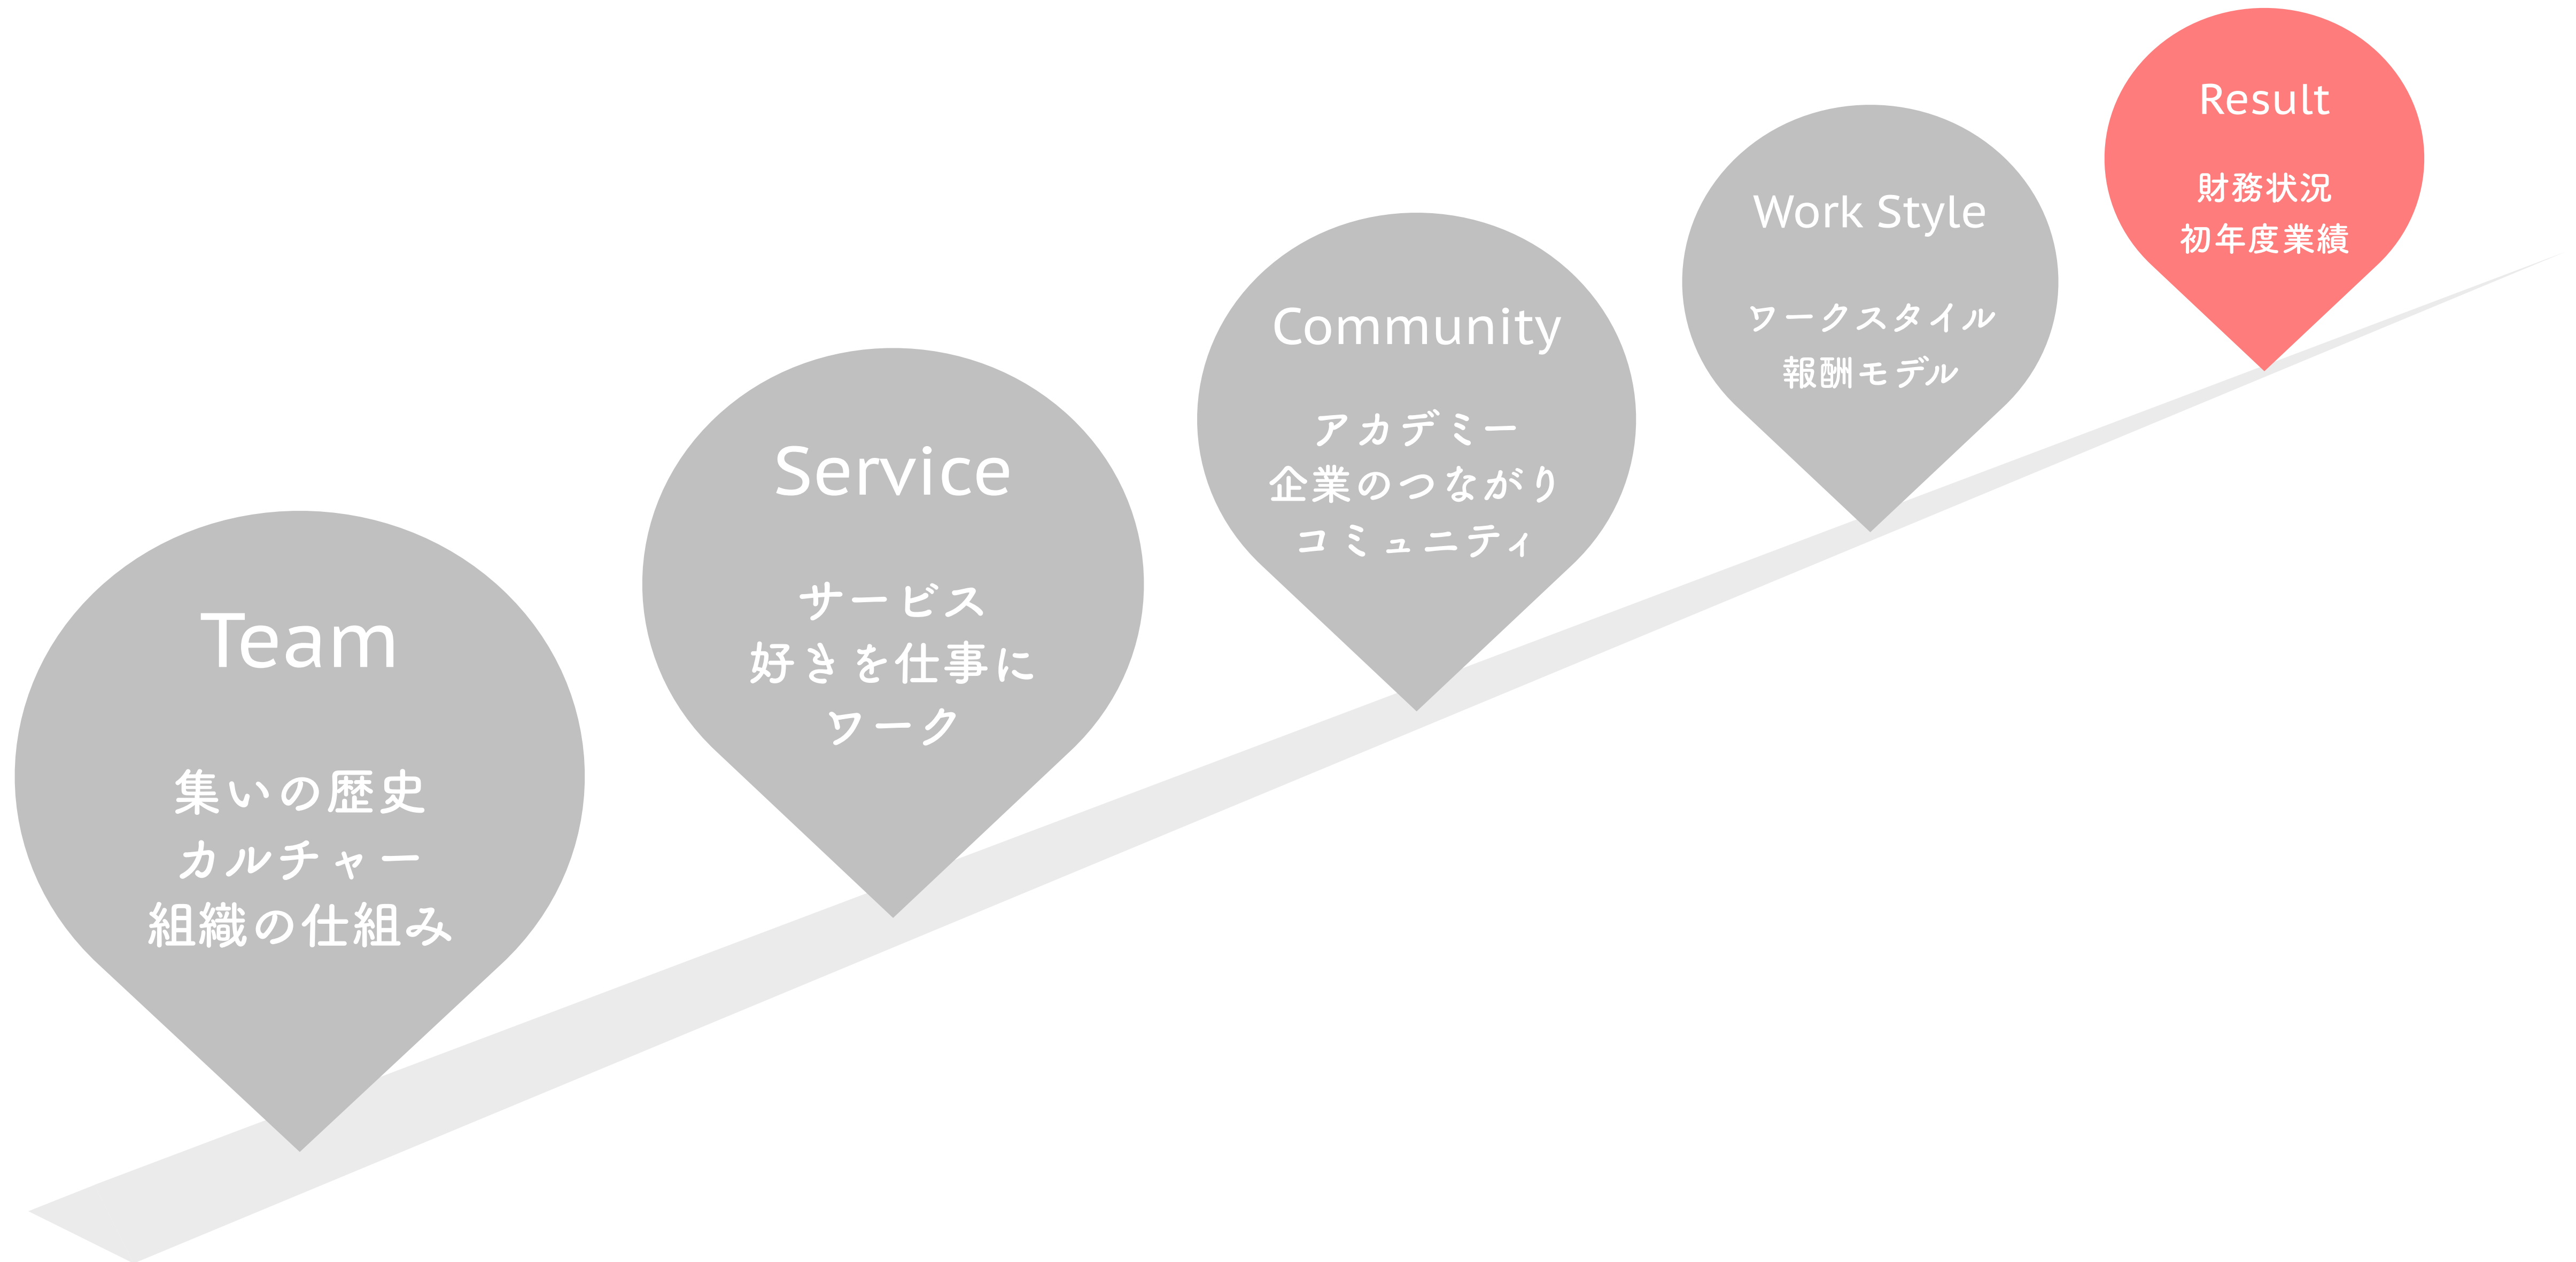 Team
集いの歴史
カルチャー
組織の仕組み
Service
サービス
好きを仕事に
ワーク
Community
アカデミー
企業のつながり
コミュニティ
Work Style
ワークスタイル
報酬モデル
Result
財務状況
初年度業績